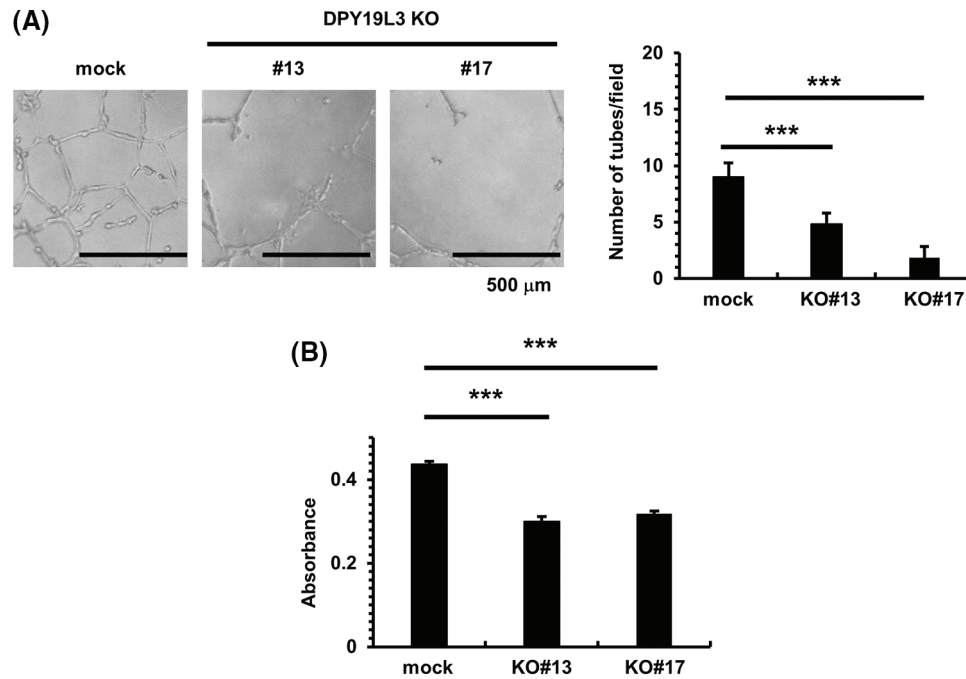 (A)
DPY19L3 KO
mock #13 #17
500 μm
Number of tubes/field
20
15
10
5
0
***
***
mock KO#13 KO#17
(B)
***
***
Absorbance
0.4
0.2
0
mock KO#13 KO#17